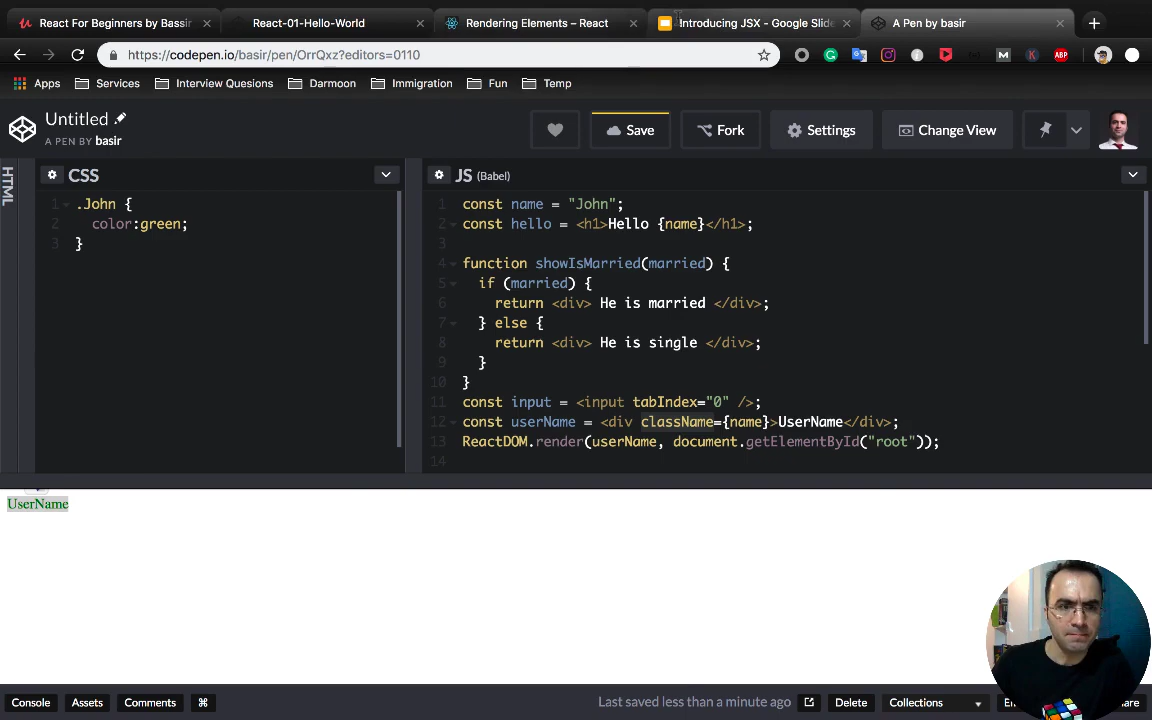 React For Beginners by Bassir
React-01-Hello-World
Rendering Elements – React
Introducing JSX - Google Slide
A Pen by basir
https://codepen.io/basir/pen/OrrQxz?editors=0110
Apps
Services
Interview Quesions
Darmoon
Immigration
Fun
Temp
Untitled
A PEN BY basir
Save
Fork
Settings
Change View
HTML
CSS
JS (Babel)
1 .John {
2 color:green;
3 }
1 const name = "John";
2 const hello = <h1>Hello {name}</h1>;
3
4 function showIsMarried(married) {
5 if (married) {
6 return <div> He is married </div>;
7 } else {
8 return <div> He is single </div>;
9 }
10 }
11 const input = <input tabIndex="0" />;
12 const userName = <div className={name}>UserName</div>;
13 ReactDOM.render(userName, document.getElementById("root"));
14
UserName
Console
Assets
Comments
⌘
Last saved less than a minute ago
Delete
Collections